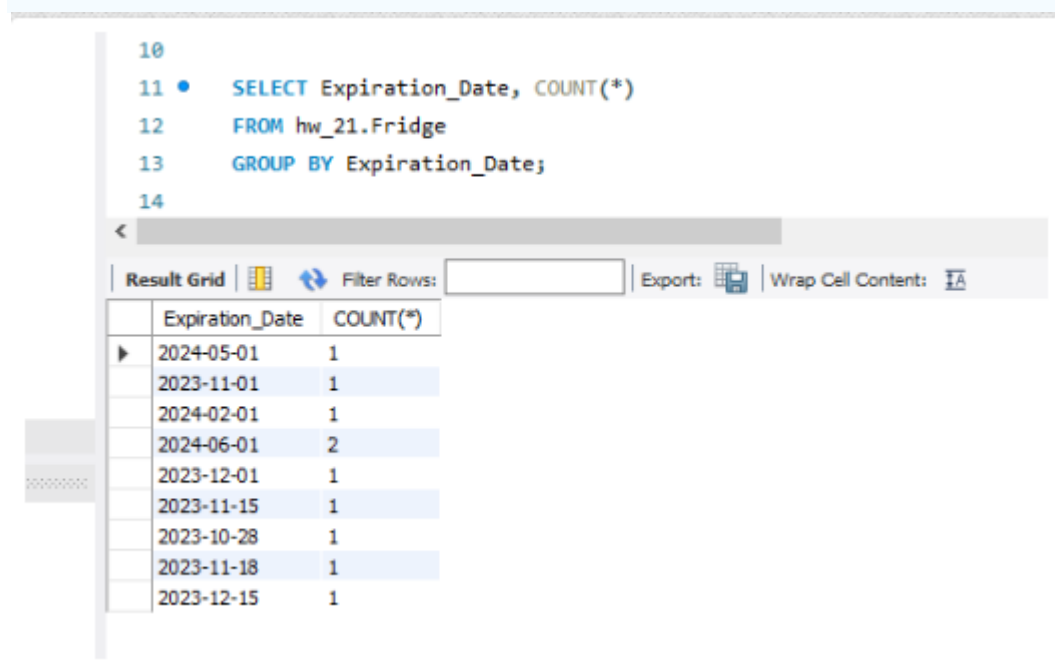 10
11 SELECT Expiration_Date, COUNT(*)
12 FROM hw_21.Fridge
13 GROUP BY Expiration_Date;
14
Result Grid Filter Rows: Export: Wrap Cell Content: IA
Expiration_Date COUNT(*)
2024-05-01 1
2023-11-01 1
2024-02-01 1
2024-06-01 2
2023-12-01 1
2023-11-15 1
2023-10-28 1
2023-11-18 1
2023-12-15 1